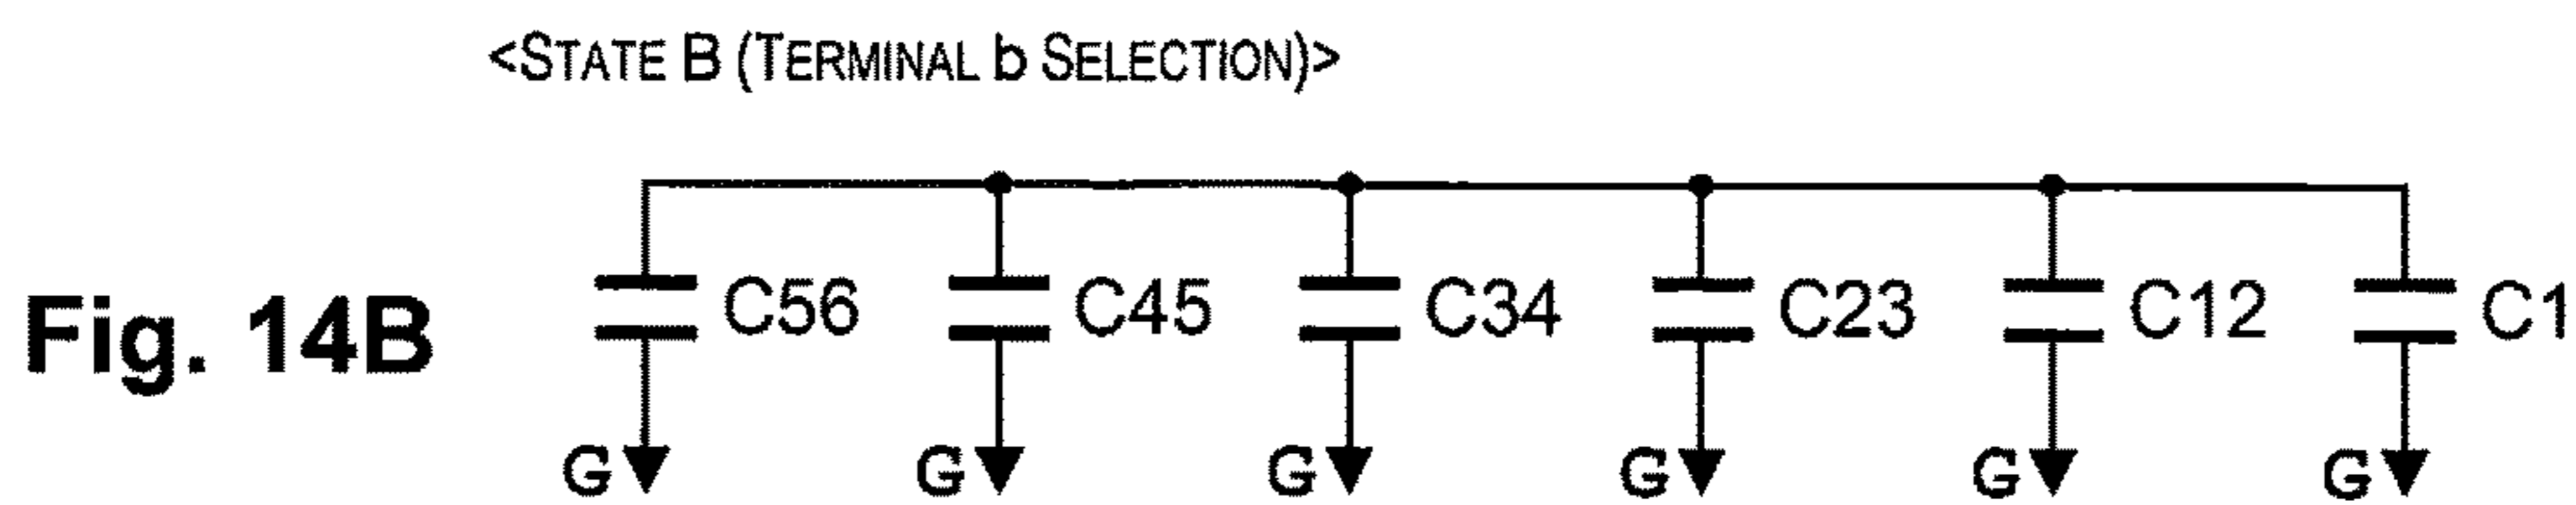 <STATE B (TERMINAL b SELECTION)>
Fig. 14B
C56 C45 C34 C23 C12 C1
G G G G G G